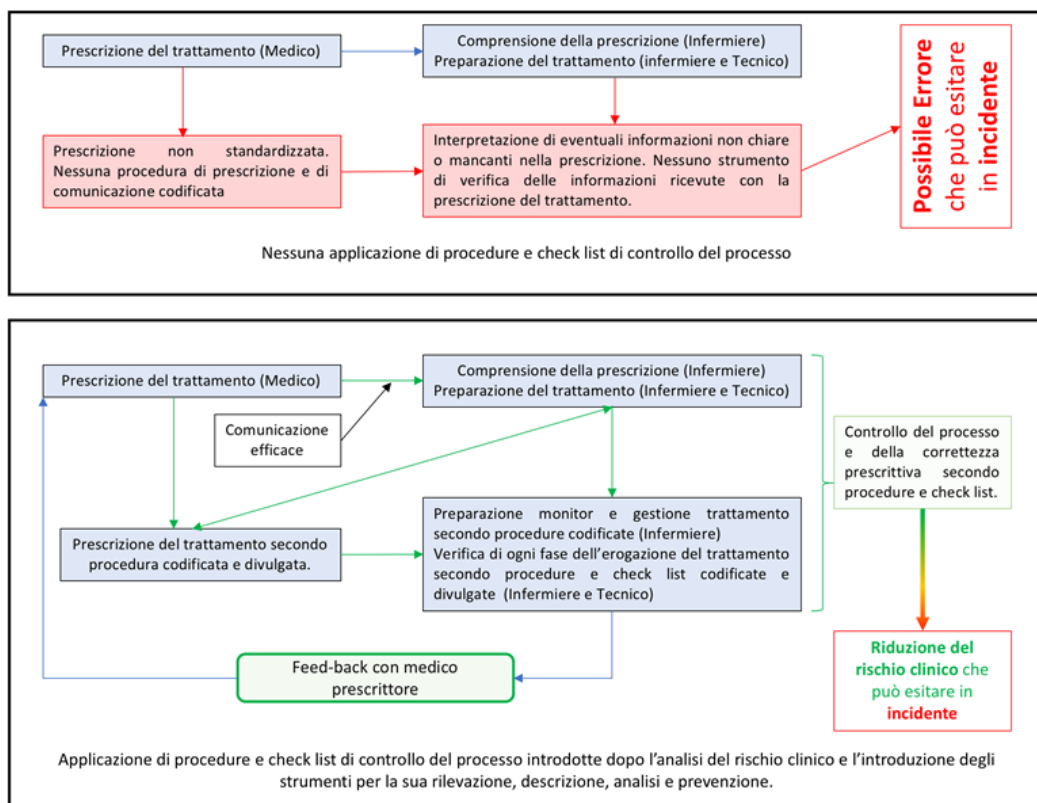 Prescrizione del trattamento (Medico)
Comprensione della prescrizione (Infermiere)
Preparazione del trattamento (infermiere e Tecnico)
Prescrizione non standardizzata.
Nessuna procedura di prescrizione e di
comunicazione codificata
Interpretazione di eventuali informazioni non chiare
o mancanti nella prescrizione. Nessuno strumento
di verifica delle informazioni ricevute con la
prescrizione del trattamento.
Possibile Errore
che può esitare
in incidente
Nessuna applicazione di procedure e check list di controllo del processo
Prescrizione del trattamento (Medico)
Comprensione della prescrizione (Infermiere)
Preparazione del trattamento (Infermiere e Tecnico)
Comunicazione
efficace
Controllo del processo
e della correttezza
prescrittiva secondo
procedure e check list.
Prescrizione del trattamento secondo
procedura codificata e divulgata.
Preparazione monitor e gestione trattamento
secondo procedure codificate (Infermiere)
Verifica di ogni fase dell’erogazione del trattamento
secondo procedure e check list codificate e
divulgate (Infermiere e Tecnico)
Feed-back con medico
prescrittore
Riduzione del
rischio clinico che
può esitare in
incidente
Applicazione di procedure e check list di controllo del processo introdotte dopo l’analisi del rischio clinico e l’introduzione degli
strumenti per la sua rilevazione, descrizione, analisi e prevenzione.